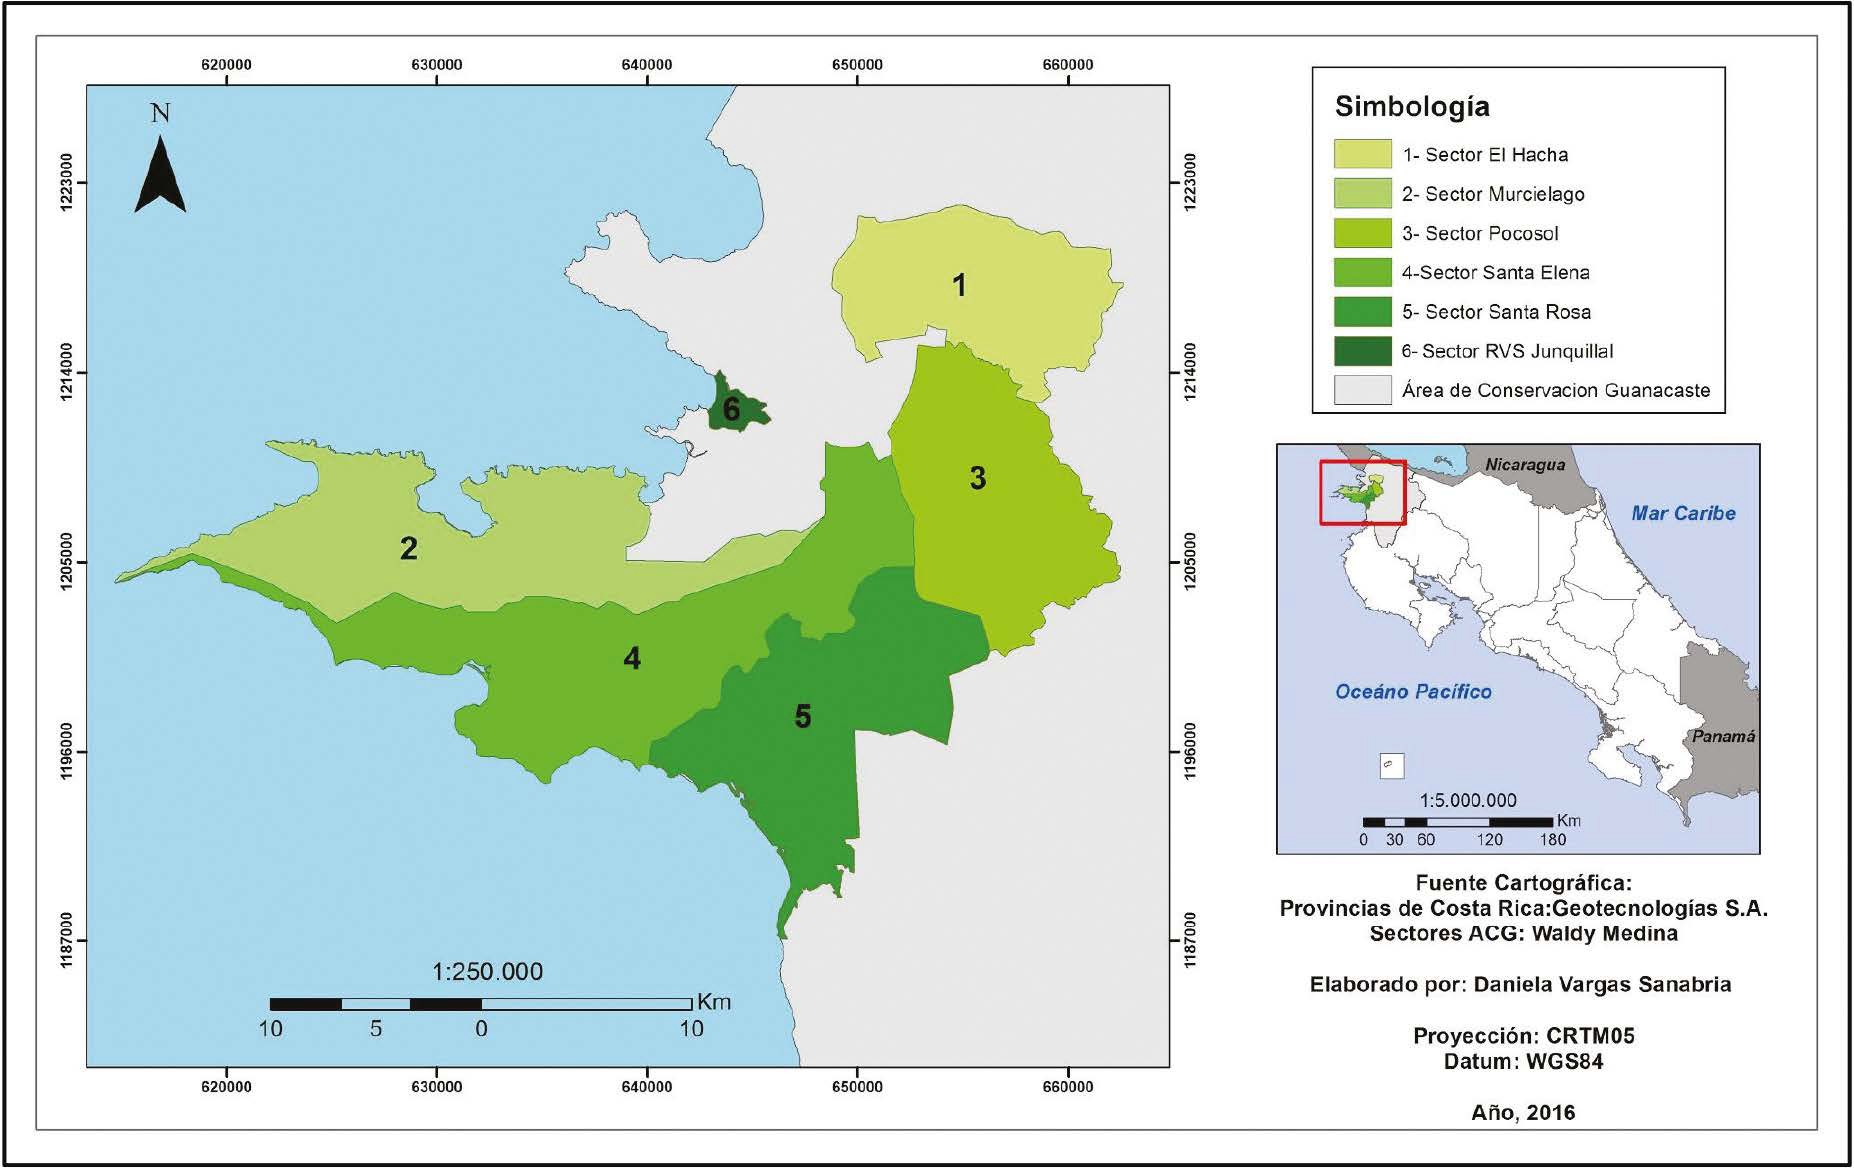 620000 630000 640000 650000 660000
N
1223000
1214000
1205000
1196000
1187000
1
2
3
4
5
6
1:250.000
Km
10 5 0 10
1223000
1214000
1205000
1196000
1187000
620000 630000 640000 650000 660000
Simbología
1- Sector El Hacha
2- Sector Murcielago
3- Sector Pocosol
4-Sector Santa Elena
5- Sector Santa Rosa
6- Sector RVS Junquillal
Área de Conservacion Guanacaste
Nicaragua
Mar Caribe
Oceáno Pacífico
Panamá
1:5.000.000
Km
0 30 60 120 180
Fuente Cartográfica:
Provincias de Costa Rica:Geotecnologías S.A.
Sectores ACG: Waldy Medina
Elaborado por: Daniela Vargas Sanabria
Proyección: CRTM05
Datum: WGS84
Año, 2016